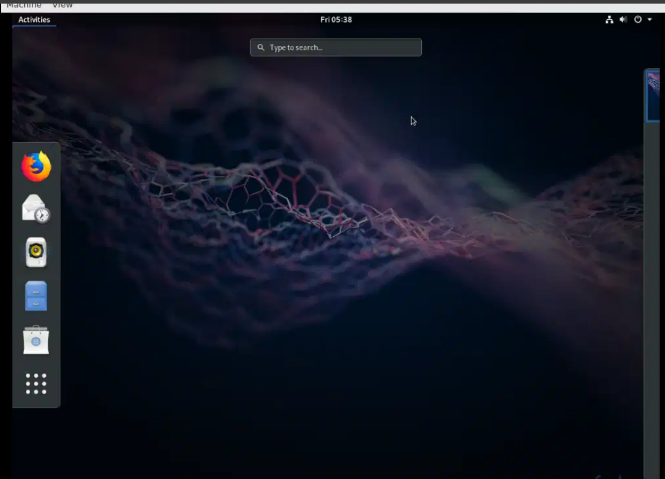 Machine View
Activities
Fri 05:38
Type to search...